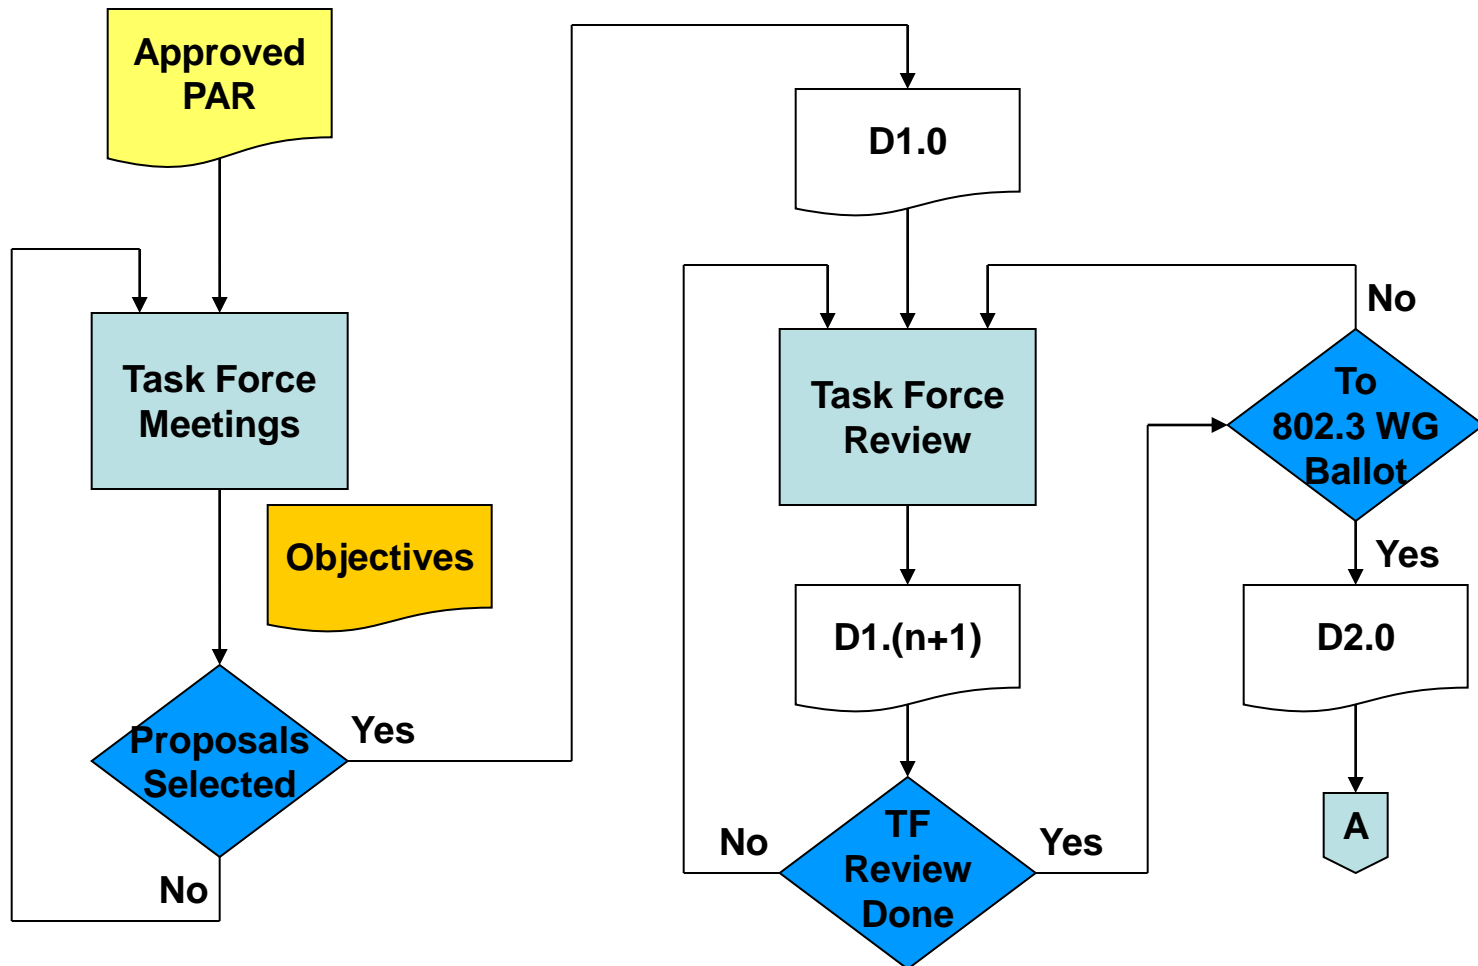 Approved
PAR
Task Force
Meetings
Objectives
Proposals
Selected
Yes
No
D1.0
Task Force
Review
D1.(n+1)
TF
Review
Done
No
Yes
To
802.3 WG
Ballot
No
Yes
D2.0
A